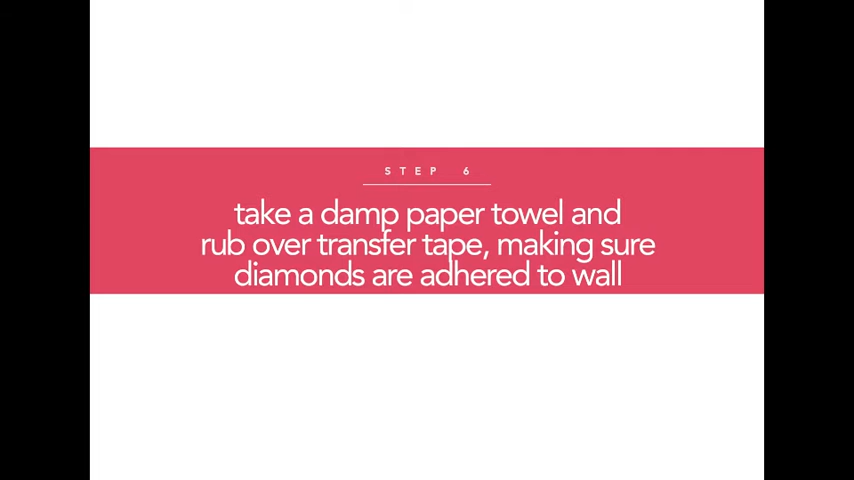 STEP 6
take a damp paper towel and
rub over transfer tape, making sure
diamonds are adhered to wall